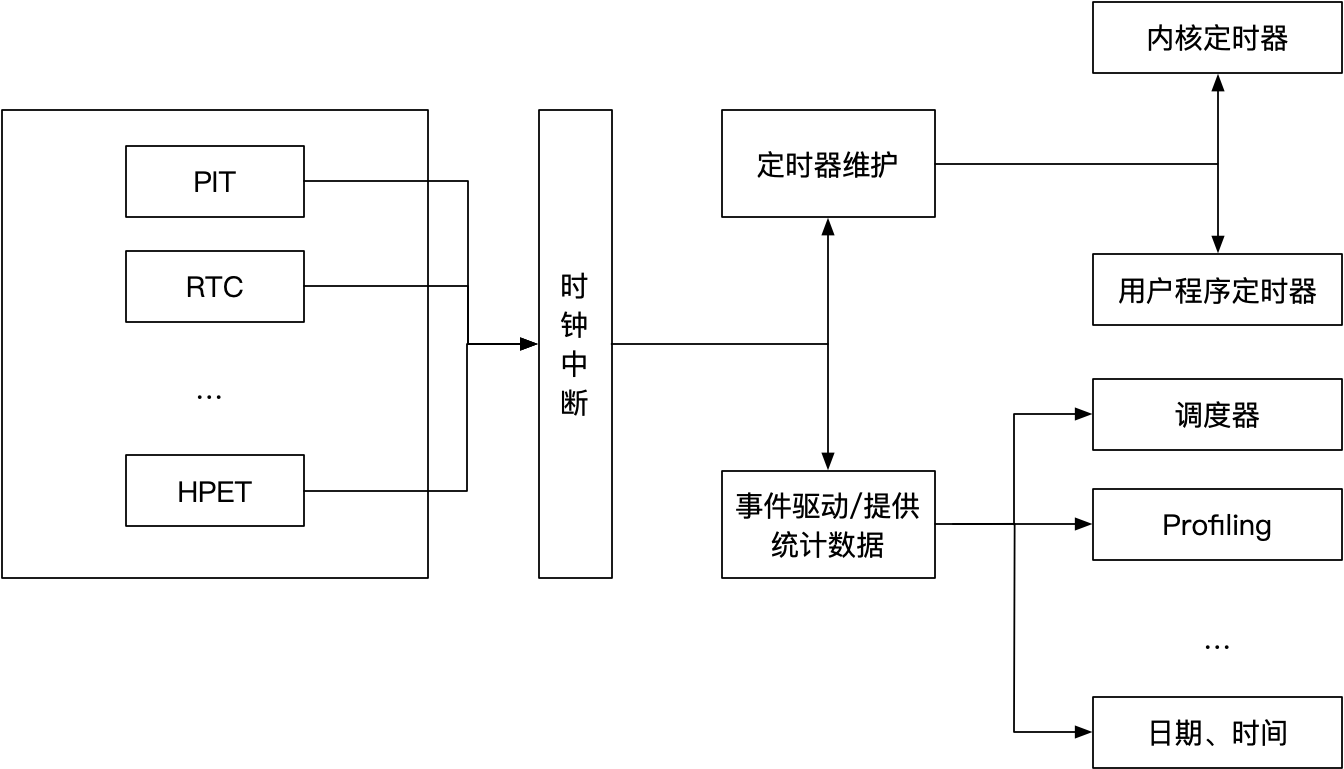 内核定时器
PIT
定时器维护
RTC
用户程序定时器
时
钟
中
断
...
调度器
HPET
事件驱动/提供
统计数据
Profiling
...
日期、时间